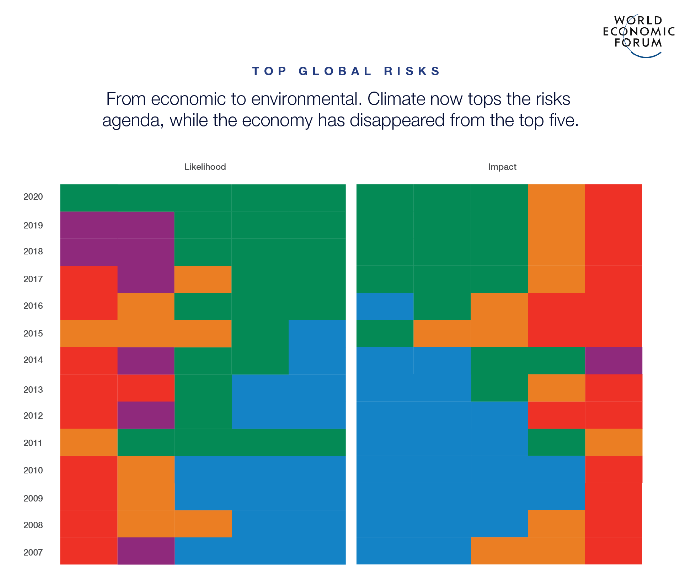 WORLD
ECONOMIC
FORUM
TOP GLOBAL RISKS
From economic to environmental. Climate now tops the risks
agenda, while the economy has disappeared from the top five.
Likelihood
Impact
2020
2019
2018
2017
2016
2015
2014
2013
2012
2011
2010
2009
2008
2007